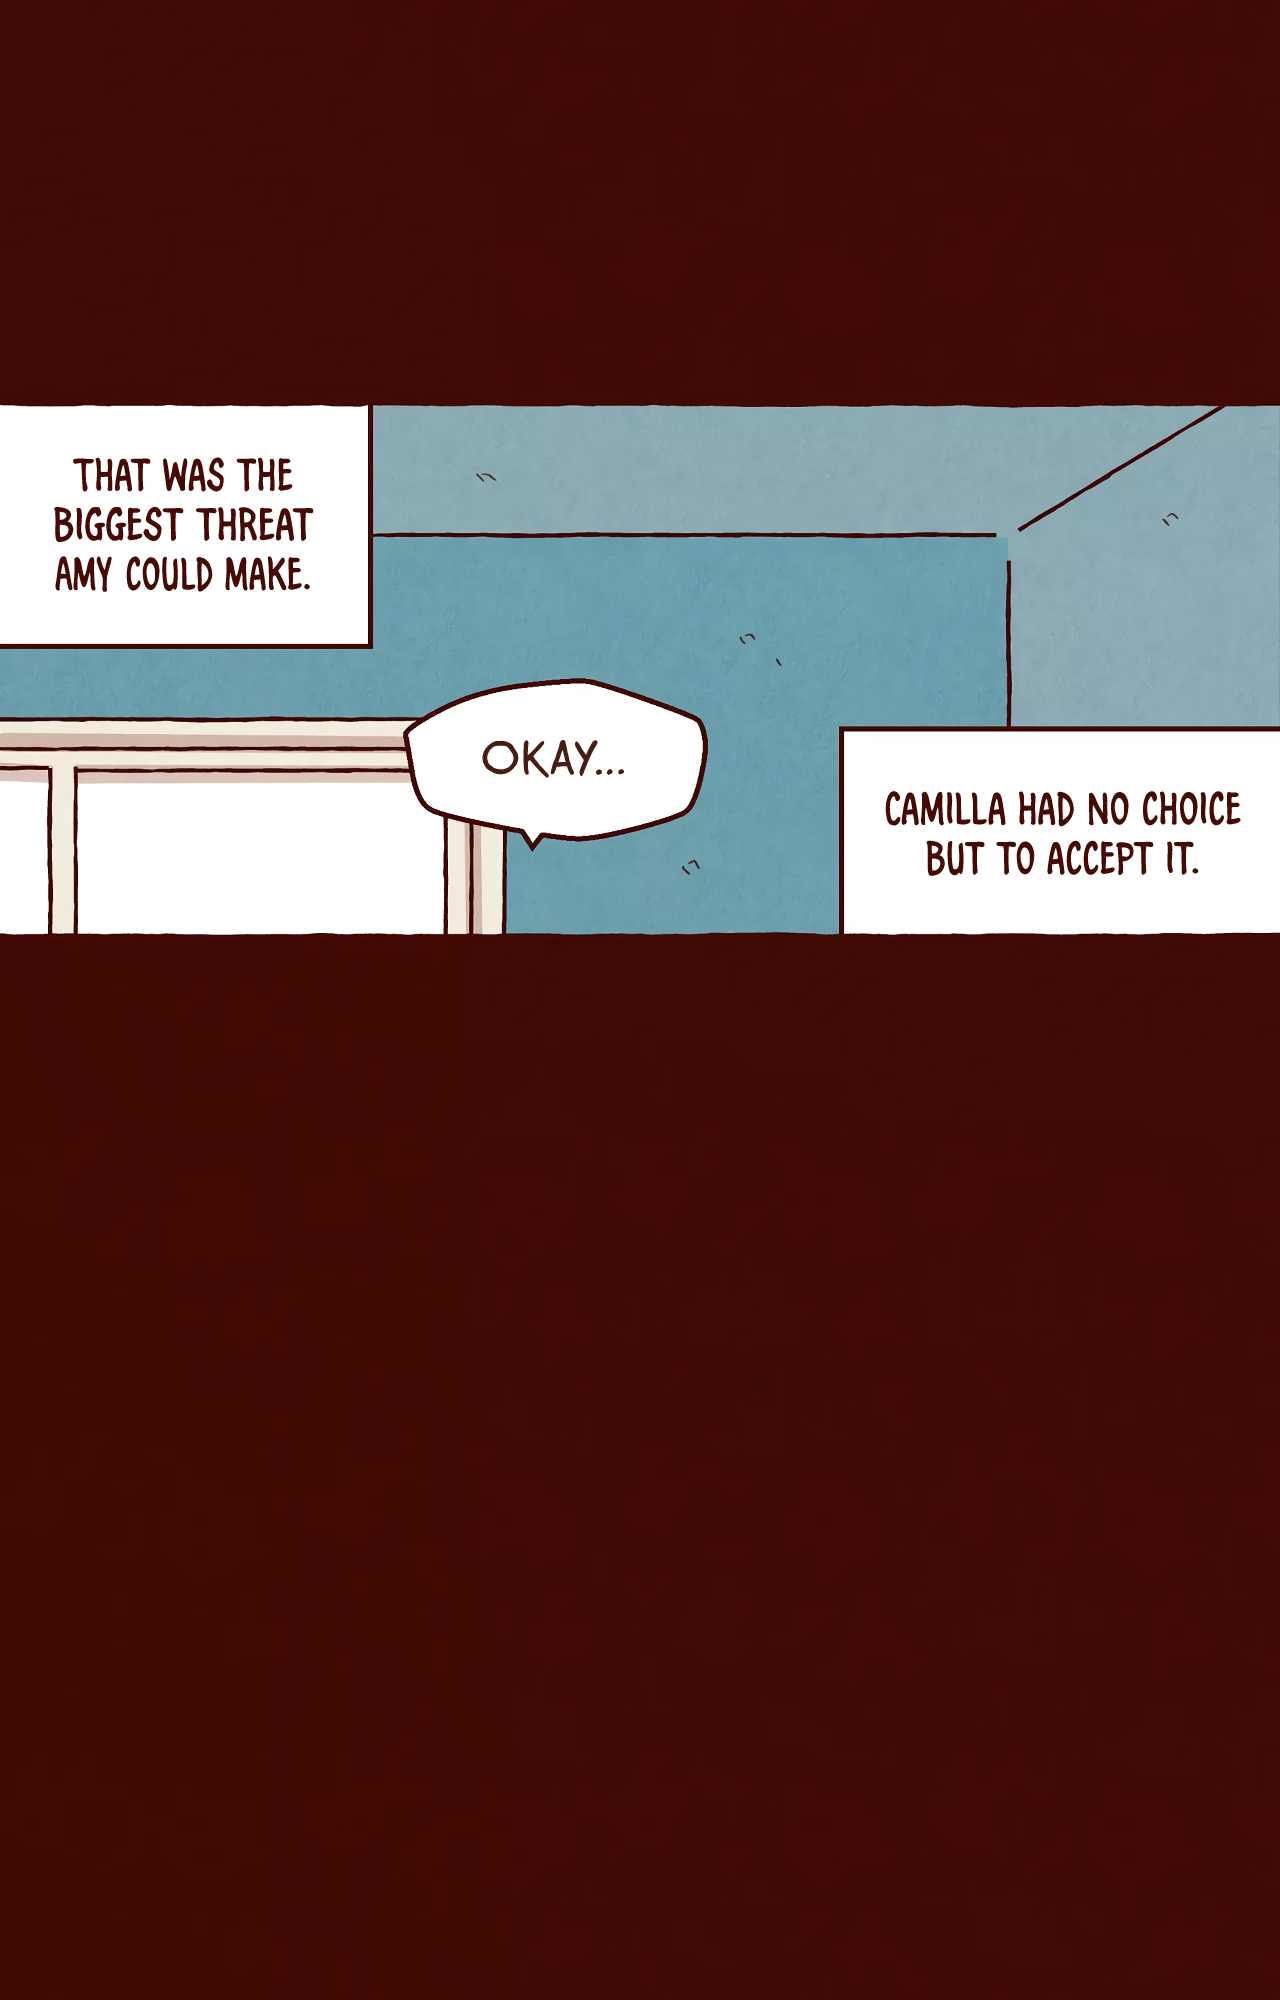 THAT WAS THE
BIGGEST THREAT
AMY COULD MAKE.
OKAY...
CAMILLA HAD NO CHOICE
BUT TO ACCEPT IT.